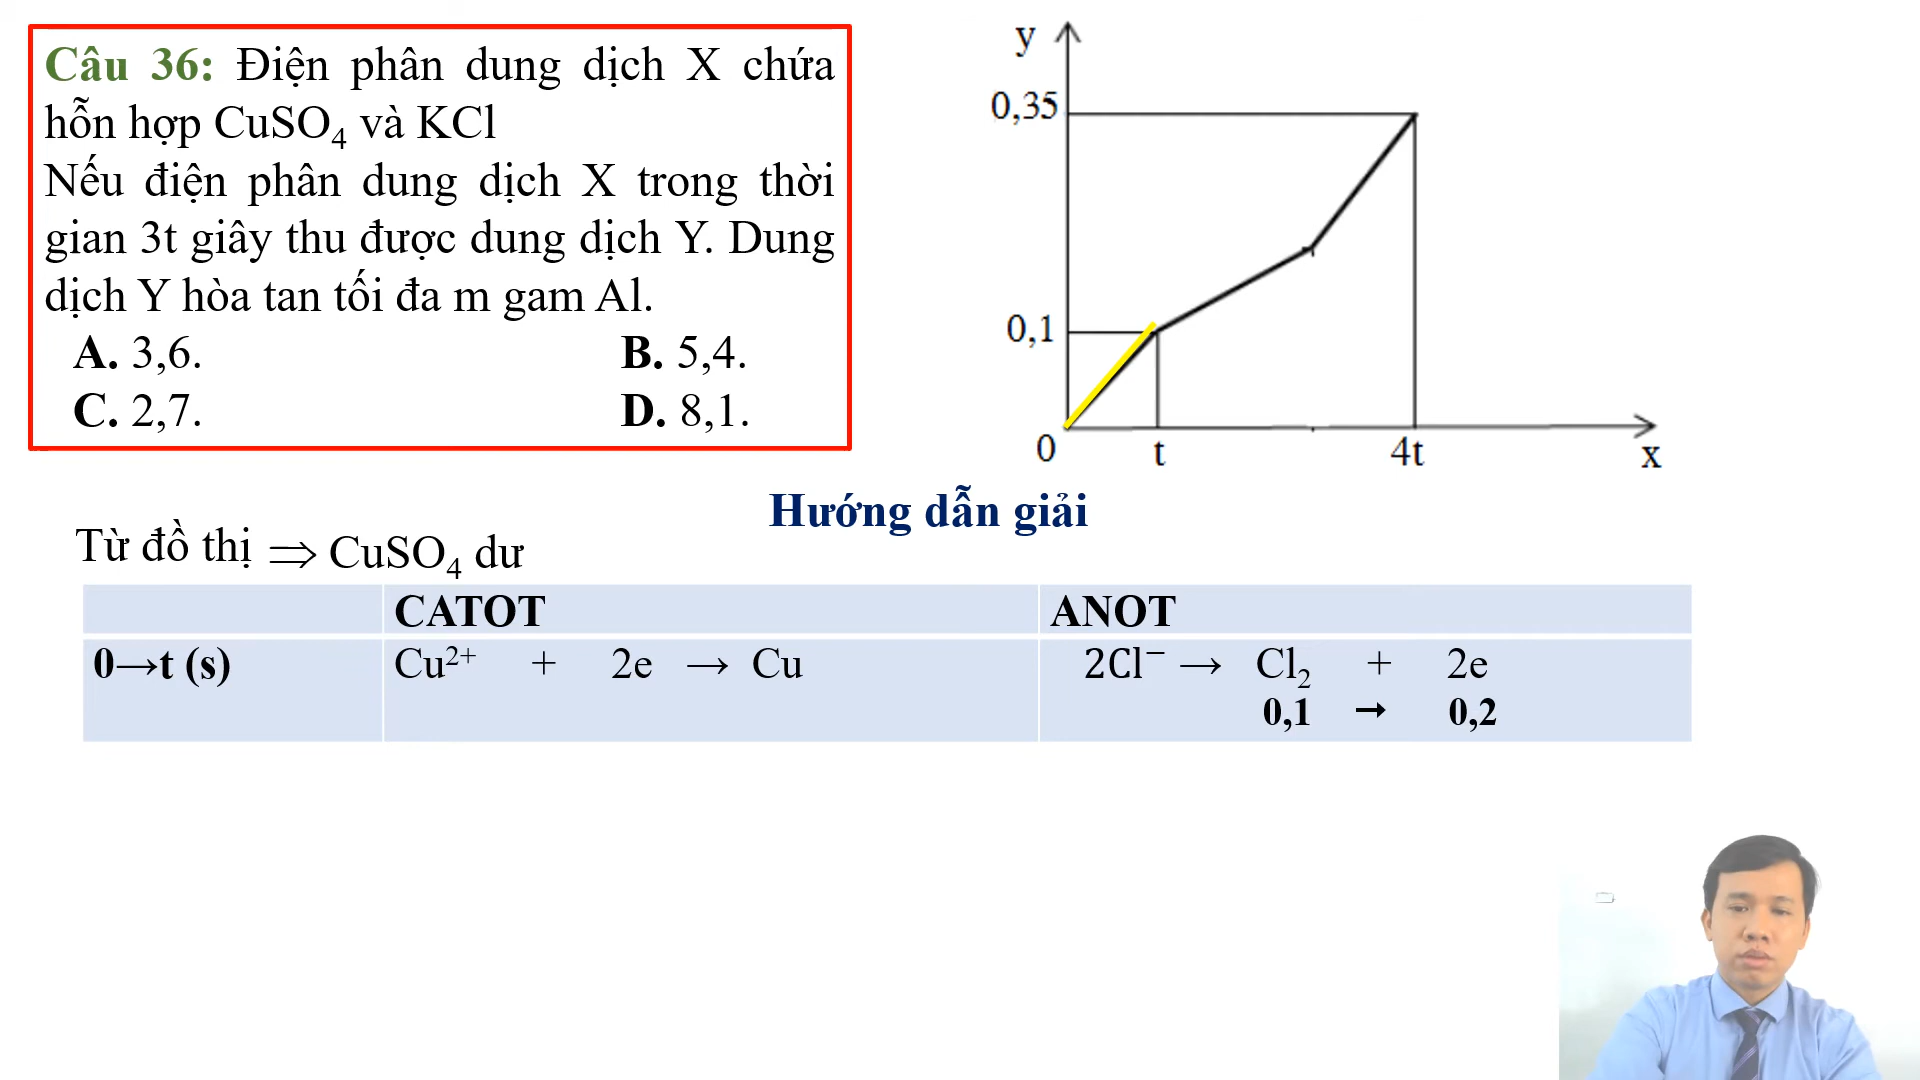 Câu 36: Điện phân dung dịch X chứa
hỗn hợp CuSO₄ và KCl
Nếu điện phân dung dịch X trong thời
gian 3t giây thu được dung dịch Y. Dung
dịch Y hòa tan tối đa m gam Al.
A. 3,6. B. 5,4.
C. 2,7. D. 8,1.
y
0,35
0,1
0 t 4t x
Hướng dẫn giải
Từ đồ thị ⇒ CuSO₄ dư
CATOT ANOT
0→t (s) Cu²⁺ + 2e → Cu 2Cl⁻ → Cl₂ + 2e
0,1 → 0,2